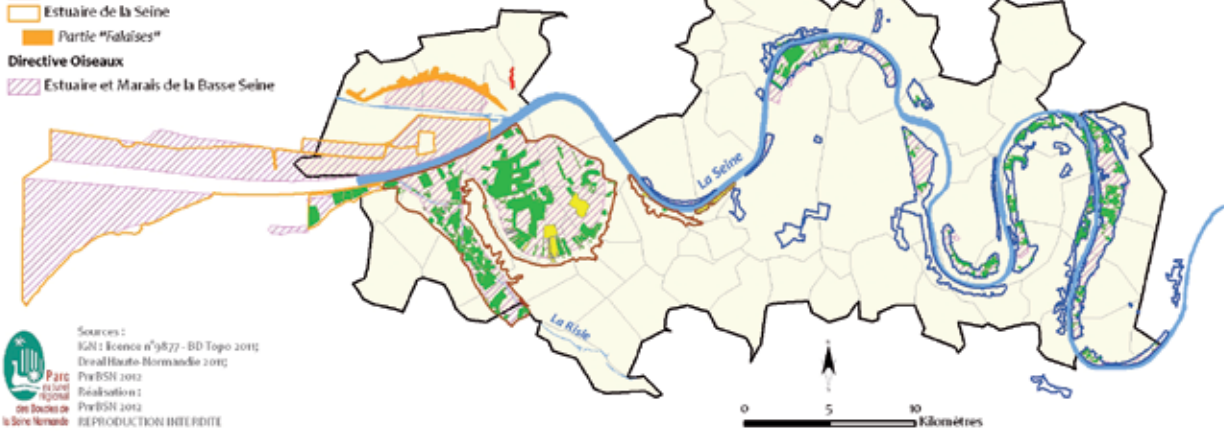 Estuaire de la Seine
Partie "Falaises"
Directive Oiseaux
Estuaire et Marais de la Basse Seine
La Seine
La Risle
Sources :
IGN : licence n°9877 - BD Topo 2011;
Dreal Haute-Normandie 2011;
PnrBSN 2012
Réalisation :
PnrBSN 2012
REPRODUCTION INTERDITE
Parc
naturel
régional
des Boucles de
la Seine Normande
0 5 10
Kilomètres